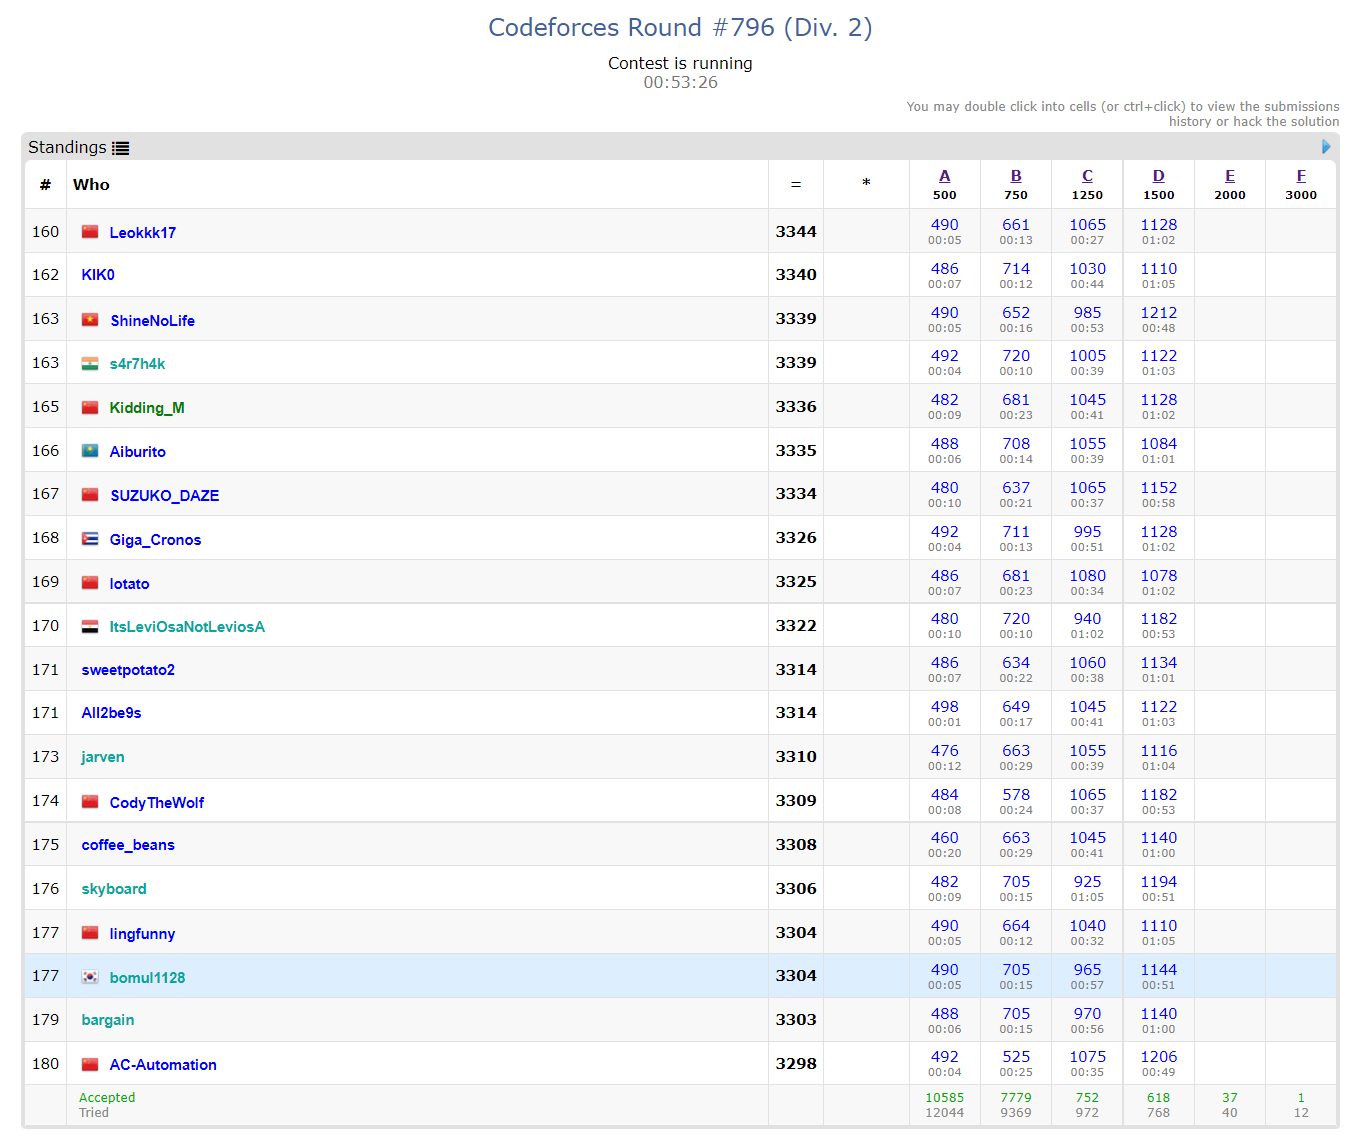 Codeforces Round #796 (Div. 2)
Contest is running
00:53:26
You may double click into cells (or ctrl+click) to view the submissions
history or hack the solution
Standings
# Who = * A B C D E F
500 750 1250 1500 2000 3000
160 Leokkk17 3344 490 661 1065 1128
00:05 00:13 00:27 01:02
162 KIK0 3340 486 714 1030 1110
00:07 00:12 00:44 01:05
163 ShineNoLife 3339 490 652 985 1212
00:05 00:16 00:53 00:48
163 s4r7h4k 3339 492 720 1005 1122
00:04 00:10 00:39 01:03
165 Kidding_M 3336 482 681 1045 1128
00:09 00:23 00:41 01:02
166 Aiburito 3335 488 708 1055 1084
00:06 00:14 00:39 01:01
167 SUZUKO_DAZE 3334 480 637 1065 1152
00:10 00:21 00:37 00:58
168 Giga_Cronos 3326 492 711 995 1128
00:04 00:13 00:51 01:02
169 lotato 3325 486 681 1080 1078
00:07 00:23 00:34 01:02
170 ItsLeviOsaNotLeviosA 3322 480 720 940 1182
00:10 00:10 01:02 00:53
171 sweetpotato2 3314 486 634 1060 1134
00:07 00:22 00:38 01:01
171 All2be9s 3314 498 649 1045 1122
00:01 00:17 00:41 01:03
173 jarven 3310 476 663 1055 1116
00:12 00:29 00:39 01:04
174 CodyTheWolf 3309 484 578 1065 1182
00:08 00:24 00:37 00:53
175 coffee_beans 3308 460 663 1045 1140
00:20 00:29 00:41 01:00
176 skyboard 3306 482 705 925 1194
00:09 00:15 01:05 00:51
177 lingfunny 3304 490 664 1040 1110
00:05 00:12 00:32 01:05
177 bomul1128 3304 490 705 965 1144
00:05 00:15 00:57 00:51
179 bargain 3303 488 705 970 1140
00:06 00:15 00:56 01:00
180 AC-Automation 3298 492 525 1075 1206
00:04 00:25 00:35 00:49
Accepted 10585 7779 752 618 37 1
Tried 12044 9369 972 768 40 12